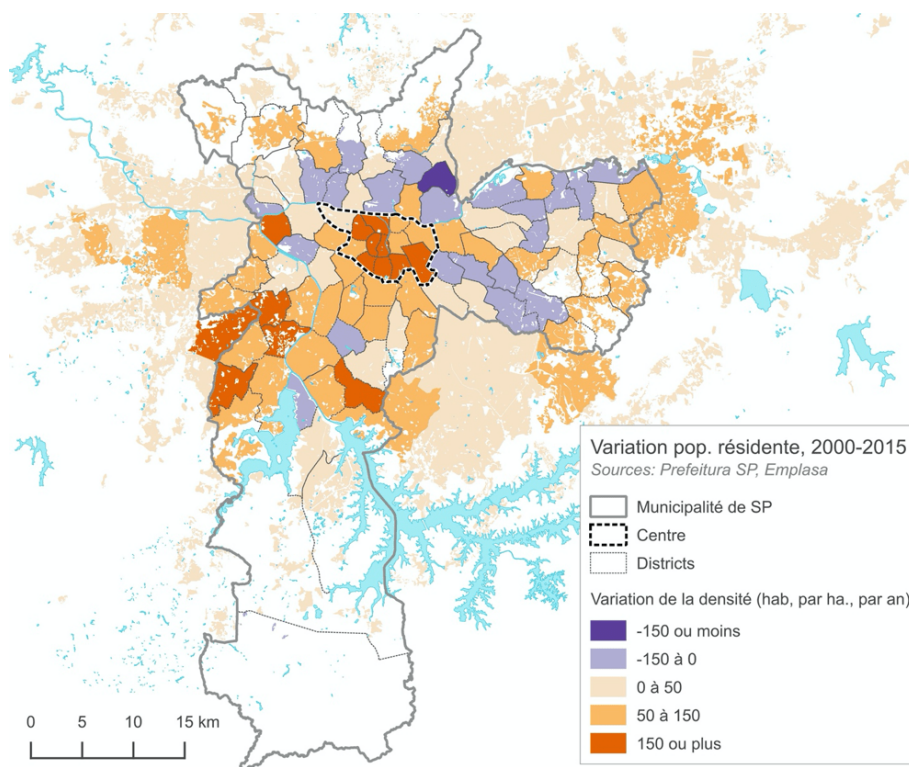 Variation pop. résidente, 2000-2015
Sources: Prefeitura SP, Emplasa
Municipalité de SP
Centre
Districts
Variation de la densité (hab, par ha., par an)
-150 ou moins
-150 à 0
0 à 50
50 à 150
150 ou plus
0 5 10 15 km